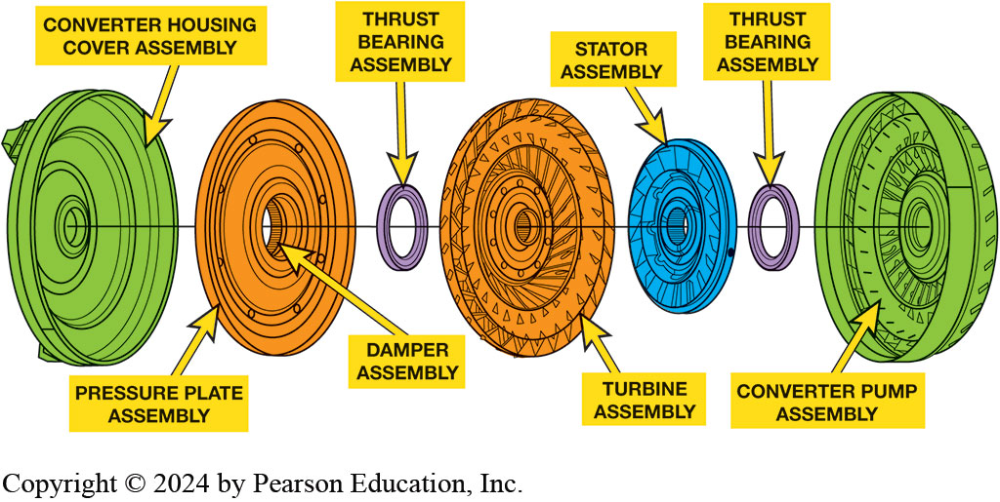 CONVERTER HOUSING
COVER ASSEMBLY
THRUST
BEARING
ASSEMBLY
STATOR
ASSEMBLY
THRUST
BEARING
ASSEMBLY
PRESSURE PLATE
ASSEMBLY
DAMPER
ASSEMBLY
TURBINE
ASSEMBLY
CONVERTER PUMP
ASSEMBLY
Copyright © 2024 by Pearson Education, Inc.